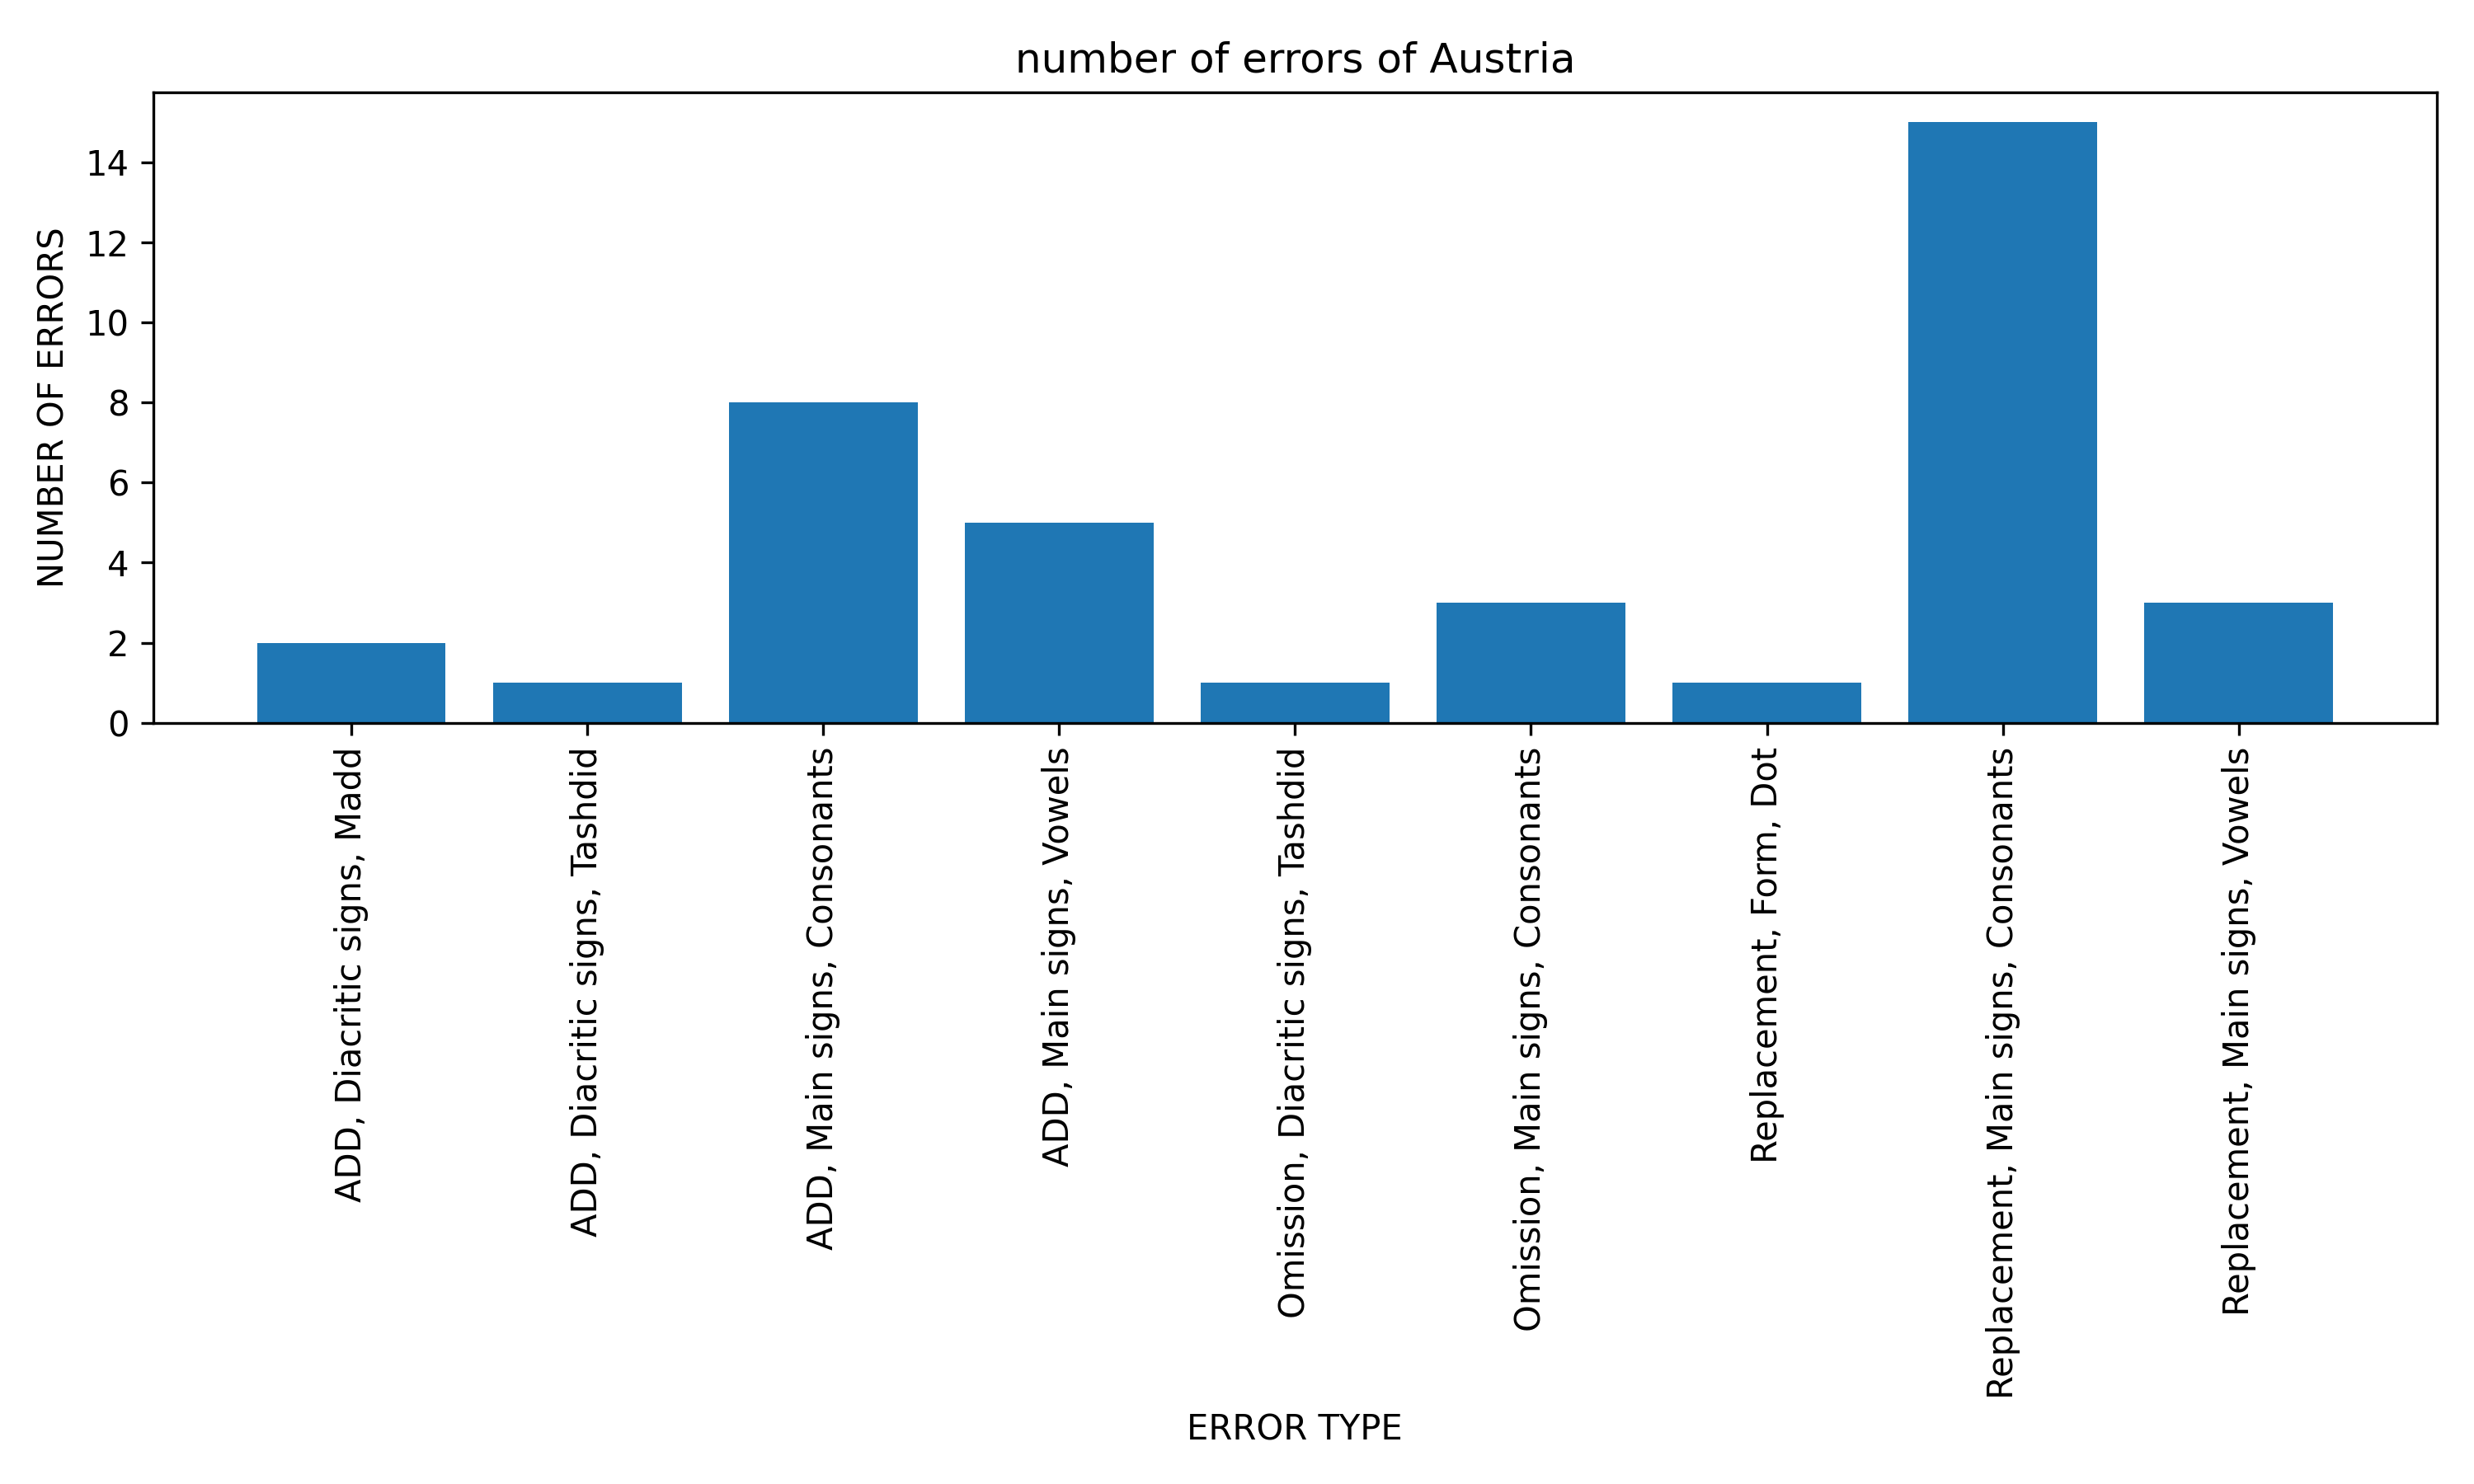 number of errors of Austria
NUMBER OF ERRORS
14
12
10
8
6
4
2
0
ADD, Diacritic signs, Madd
ADD, Diacritic signs, Tashdid
ADD, Main signs, Consonants
ADD, Main signs, Vowels
Omission, Diacritic signs, Tashdid
Omission, Main signs, Consonants
Replacement, Form, Dot
Replacement, Main signs, Consonants
Replacement, Main signs, Vowels
ERROR TYPE